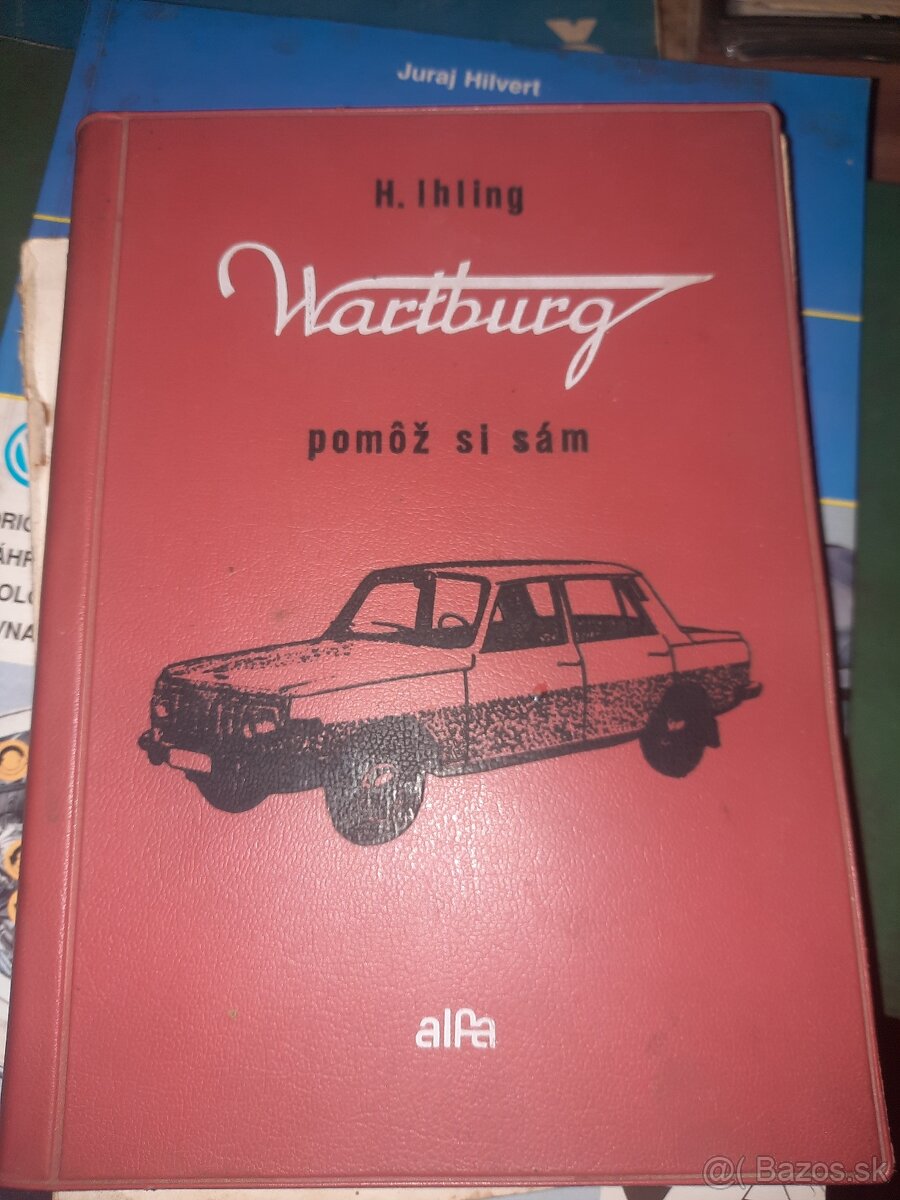 Juraj Hilvert
H. Ihling
Wartburg
pomôž si sám
alfa
@( Bazos.sk